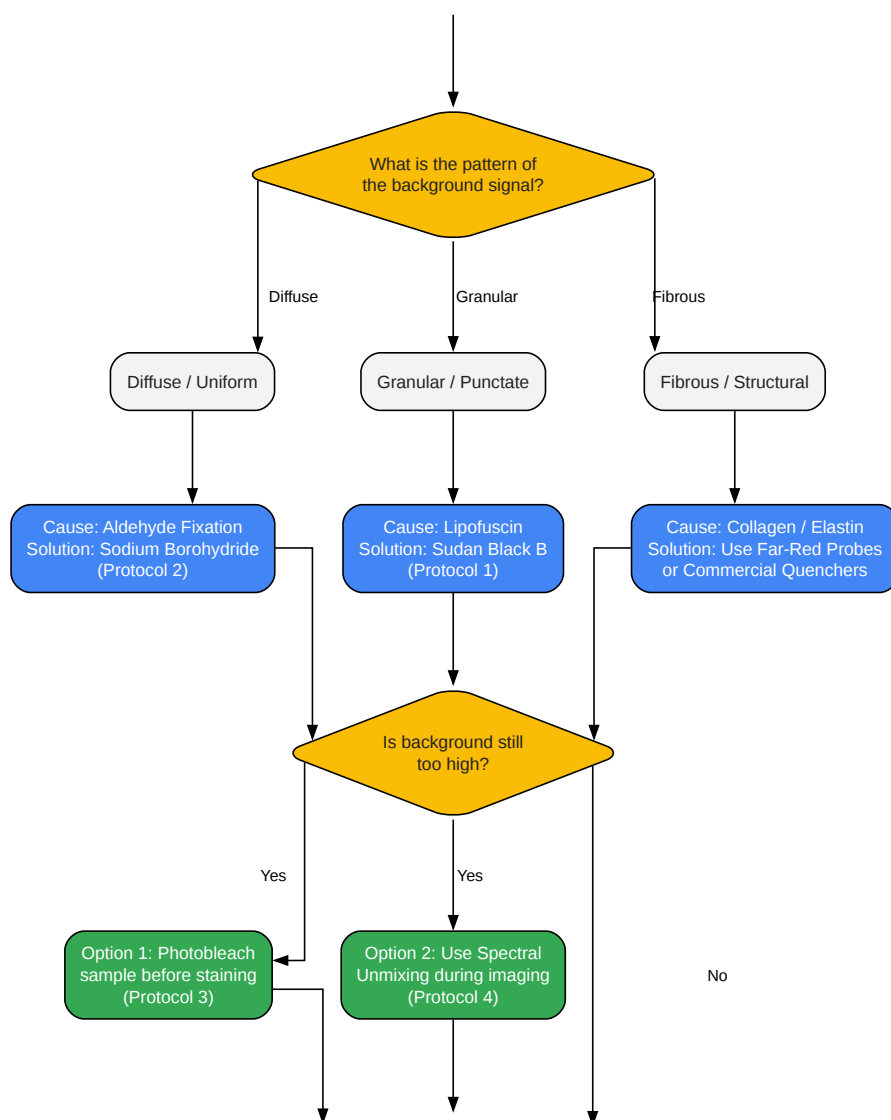 What is the pattern of
the background signal?
Diffuse
Granular
Fibrous
Diffuse / Uniform
Granular / Punctate
Fibrous / Structural
Cause: Aldehyde Fixation
Solution: Sodium Borohydride
(Protocol 2)
Cause: Lipofuscin
Solution: Sudan Black B
(Protocol 1)
Cause: Collagen / Elastin
Solution: Use Far-Red Probes
or Commercial Quenchers
Is background still
too high?
Yes
Yes
Option 1: Photobleach
sample before staining
(Protocol 3)
Option 2: Use Spectral
Unmixing during imaging
(Protocol 4)
No